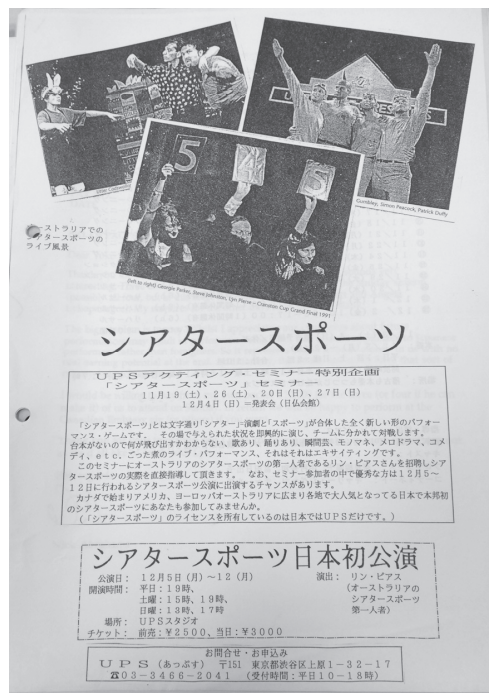 Gumbley, Simon Peacock, Patrick Duffy
5
4
5
ストラリアでの
アタースポーツの
ライブ風景
(left to right) Georgie Parker, Steve Johnston, Lyn Pierse – Cranston Cup Grand Final 1991
シアタースポーツ
UPSアクティング・セミナー特別企画
「シアタースポーツ」セミナー
11月19(土)、26(土)、20(日)、27(日)
12月4(日)=発表会(日仏会館)
「シアタースポーツ」とは文字通り「シアター」=演劇と「スポーツ」が合体した全く新しい形のパフォー
マンス・ゲームです。 その場で与えられた状況を即興的に演じ、チームに分かれて対戦します。
台本がないので何が飛び出すかわからない、歌あり、踊りあり、瞬間芸、モノマネ、メロドラマ、コメ
ディ、etc. ごった煮のライブ・パフォーマンス、それはそれはエキサイティングです。
このセミナーにオーストラリアのシアタースポーツの第一人者であるリン・ピアスさんを招聘しシア
タースポーツの実際を直接指導して頂きます。 なお、セミナー参加者の中で優秀な方は12月5~
12日に行われるシアタースポーツ公演に出演するチャンスがあります。
カナダで始まりアメリカ、ヨーロッパオーストラリアに広まり各地で大人気となってる日本で本邦初
のシアタースポーツにあなたも参加してみませんか。
(「シアタースポーツ」のライセンスを所有しているのは日本ではUPSだけです。)
シアタースポーツ日本初公演
公演日: 12月5日(月)~12(月) 演出: リン・ピアス
開演時間: 平日:19時、 (オーストラリアの
土曜:15時、19時、 シアタースポーツ
日曜:13時、17時 第一人者)
場所: UPSスタジオ
チケット: 前売:¥2500、当日:¥3000
お問合せ・お申込み
UPS(あっぷす) 〒151 東京都渋谷区上原1-32-17
☎03-3466-2041 (受付時間:平日10-18時)